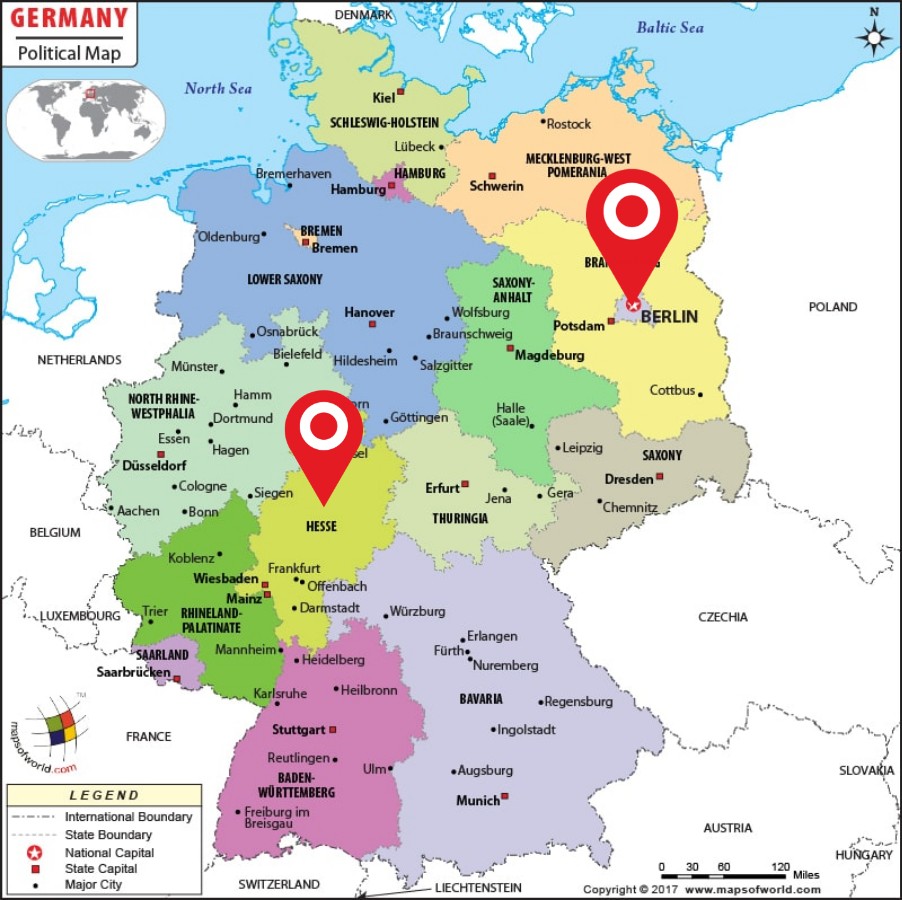 GERMANY
Political Map
DENMARK
Baltic Sea
N
North Sea
Kiel
SCHLESWIG-HOLSTEIN
Rostock
Lübeck
MECKLENBURG-WEST
POMERANIA
HAMBURG
Hamburg
Schwerin
Bremerhaven
BREMEN
Bremen
Oldenburg
LOWER SAXONY
SAXONY-
ANHALT
POLAND
BERLIN
Potsdam
Hanover
Wolfsburg
Braunschweig
Osnabrück
Magdeburg
NETHERLANDS
Bielefeld
Hildesheim
Salzgitter
Münster
Cottbus
Hamm
NORTH RHINE-
WESTPHALIA
Dortmund
Göttingen
Halle
(Saale)
Essen
Hagen
Leipzig
SAXONY
Düsseldorf
Dresden
Cologne
Siegen
Erfurt
Jena
Gera
Aachen
Bonn
Chemnitz
THURINGIA
HESSE
BELGIUM
Koblenz
Frankfurt
Wiesbaden
Offenbach
Mainz
Darmstadt
Würzburg
LUXEMBOURG
Trier
RHINELAND-
PALATINATE
CZECHIA
Erlangen
Fürth
Nuremberg
Mannheim
Heidelberg
SAARLAND
Saarbrücken
Karlsruhe
Heilbronn
BAVARIA
Regensburg
Stuttgart
Ingolstadt
mapsofworld.com
TM
FRANCE
Reutlingen
Ulm
Augsburg
SLOVAKIA
BADEN-
WÜRTTEMBERG
Munich
Freiburg im
Breisgau
AUSTRIA
HUNGARY
LEGEND
International Boundary
State Boundary
National Capital
State Capital
Major City
SWITZERLAND
LIECHTENSTEIN
0 30 60 120
Miles
Copyright © 2017 www.mapsofworld.com